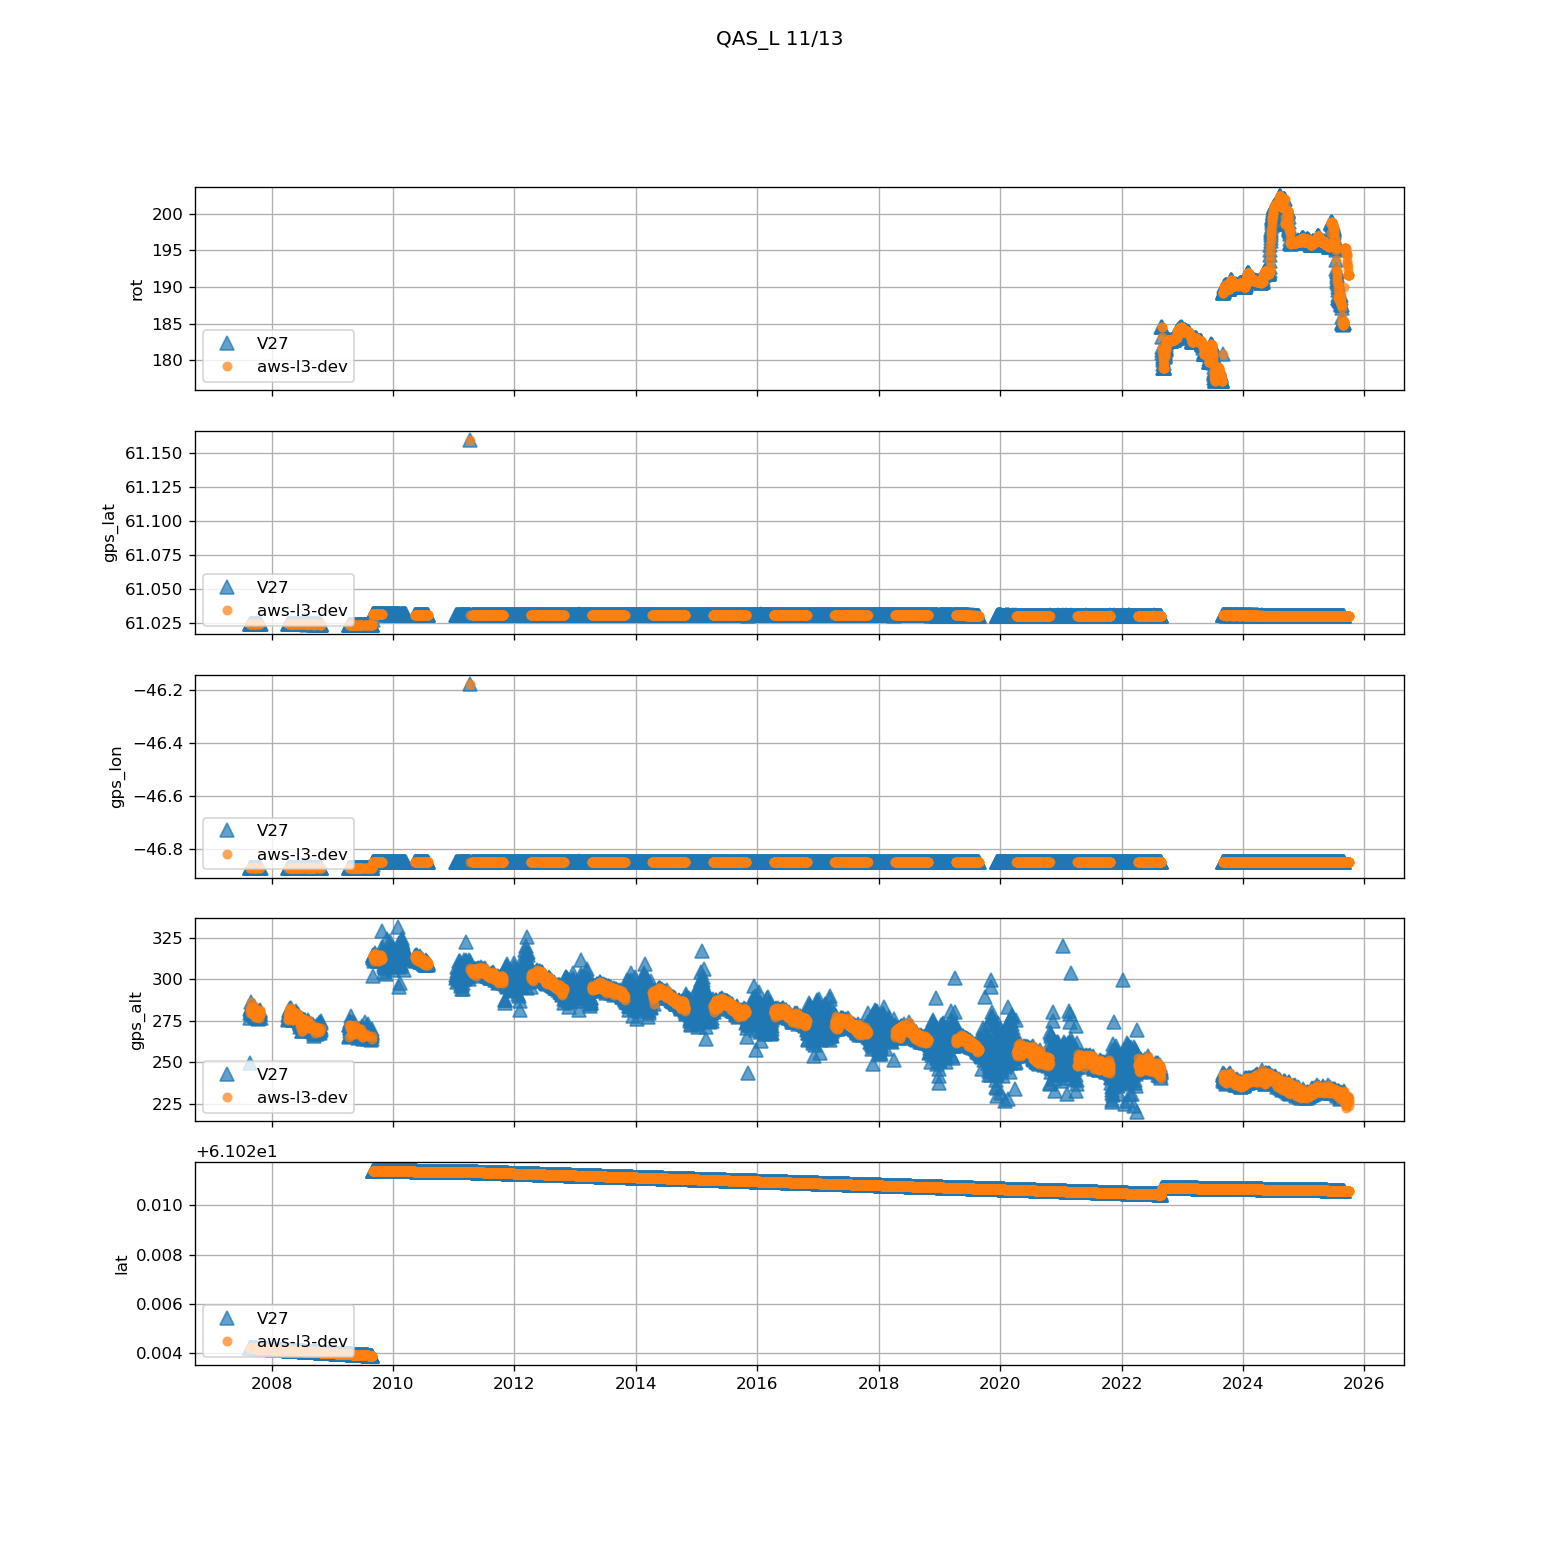 QAS_L 11/13
200
195
190
185
180
rot
V27
aws-l3-dev
61.150
61.125
61.100
61.075
61.050
61.025
gps_lat
V27
aws-l3-dev
−46.2
−46.4
−46.6
−46.8
gps_lon
V27
aws-l3-dev
325
300
275
250
225
gps_alt
V27
aws-l3-dev
+6.102e1
0.010
0.008
0.006
0.004
lat
V27
aws-l3-dev
2008 2010 2012 2014 2016 2018 2020 2022 2024 2026